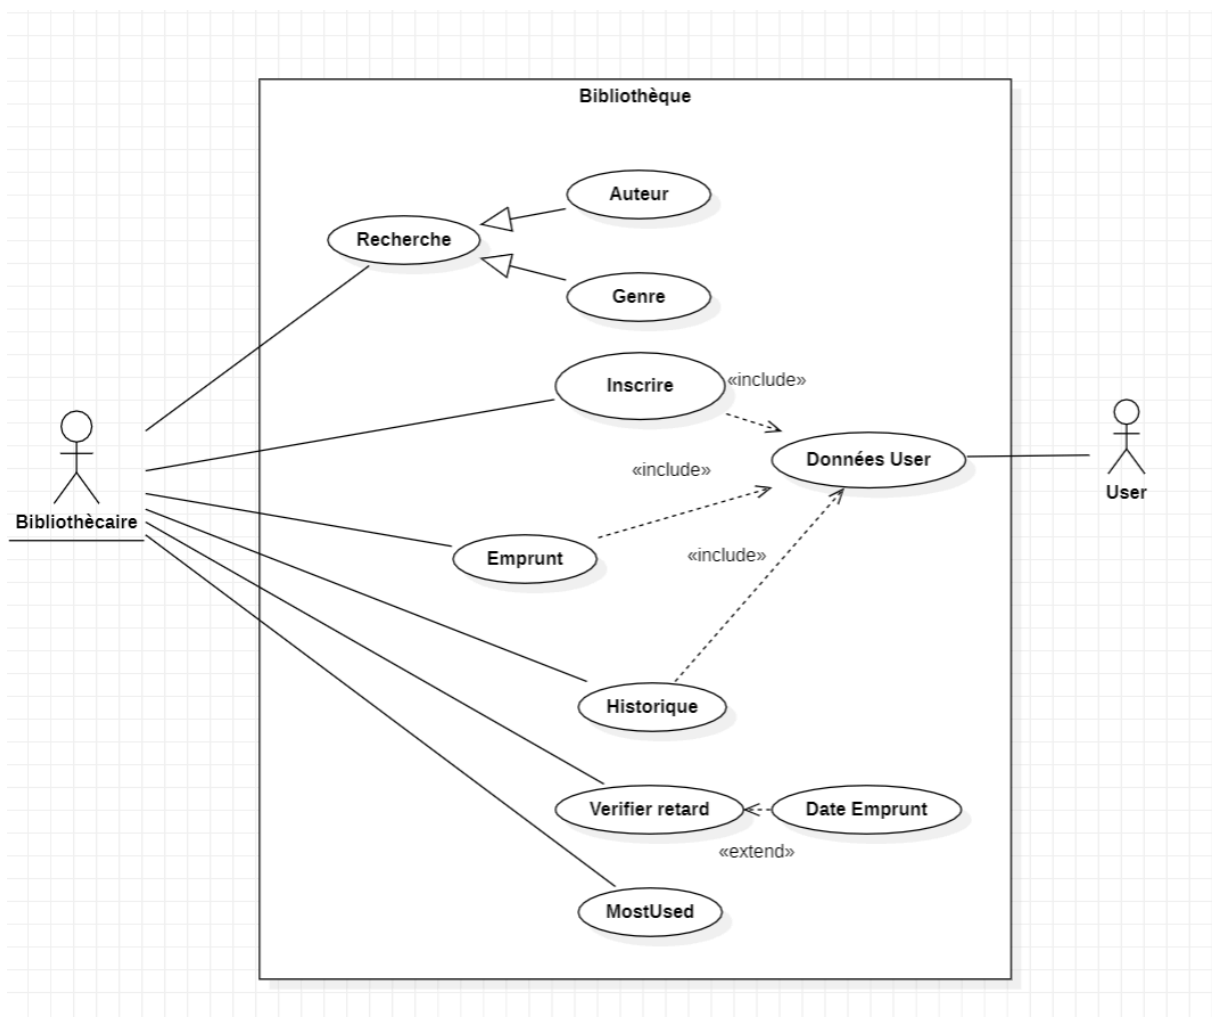 Bibliothèque
Auteur
Recherche
Genre
Inscrire
«include»
Données User
«include»
User
Bibliothècaire
Emprunt
«include»
Historique
Verifier retard
Date Emprunt
«extend»
MostUsed